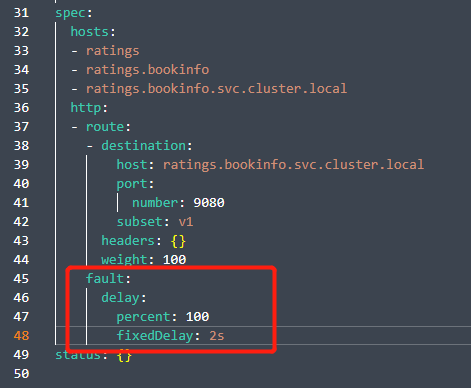 31 spec:
32 hosts:
33 - ratings
34 - ratings.bookinfo
35 - ratings.bookinfo.svc.cluster.local
36 http:
37 - route:
38 - destination:
39 host: ratings.bookinfo.svc.cluster.local
40 port:
41 number: 9080
42 subset: v1
43 headers: {}
44 weight: 100
45 fault:
46 delay:
47 percent: 100
48 fixedDelay: 2s
49 status: {}
50